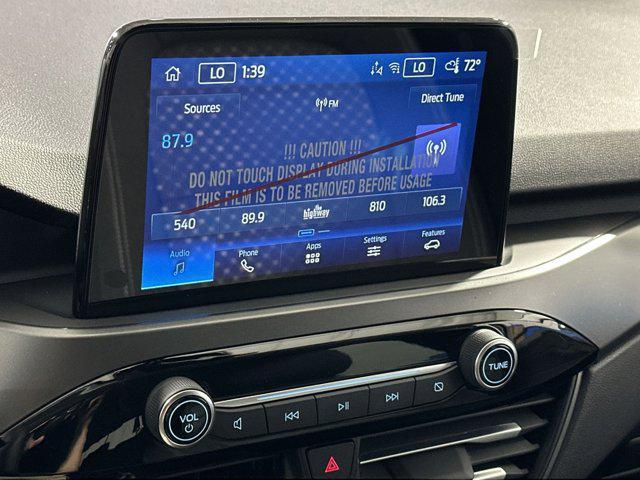 LO 1:39 LO 72°
Sources FM Direct Tune
87.9
!!! CAUTION !!!
DO NOT TOUCH DISPLAY DURING INSTALLATION
THIS FILM IS TO BE REMOVED BEFORE USAGE
540 89.9 the highway 810 106.3
Audio Phone Apps Settings Features
VOL TUNE